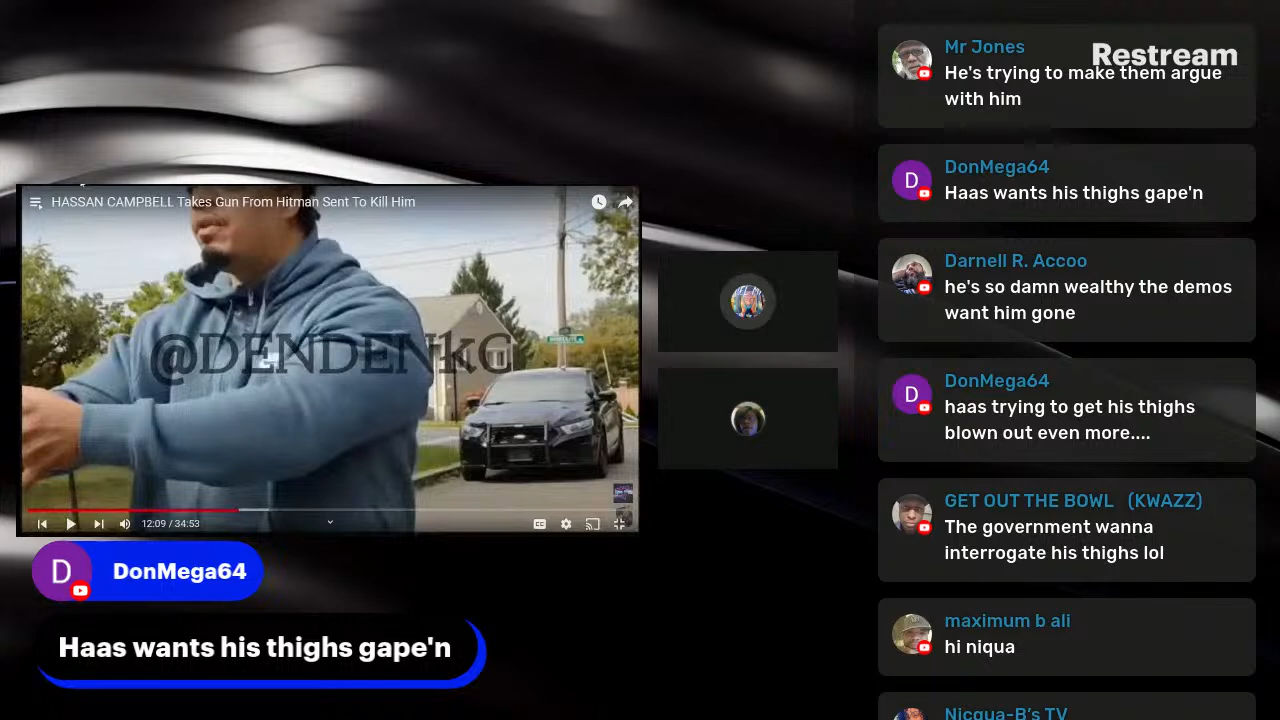 Restream
Mr Jones
He's trying to make them argue
with him
DonMega64
Haas wants his thighs gape'n
Darnell R. Accoo
he's so damn wealthy the demos
want him gone
DonMega64
haas trying to get his thighs
blown out even more....
GET OUT THE BOWL (KWAZZ)
The government wanna
interrogate his thighs lol
maximum b ali
hi niqua
Nicqua-B's TV
HASSAN CAMPBELL Takes Gun From Hitman Sent To Kill Him
@DENDENKG
12:09 / 34:53
CC
D DonMega64
Haas wants his thighs gape'n